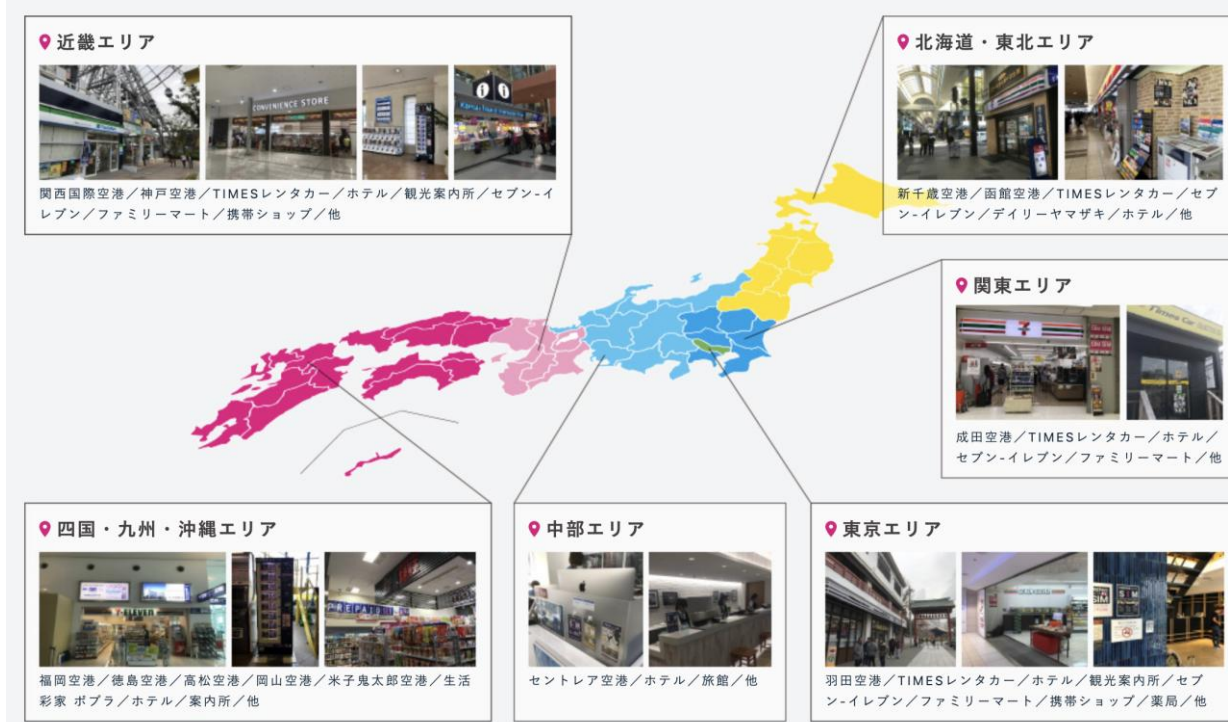 近畿エリア
CONVENIENCE STORE
関西国際空港／神戸空港／TIMESレンタカー／ホテル／観光案内所／セブン-イ
レブン／ファミリーマート／携帯ショップ／他
北海道・東北エリア
新千歳空港／函館空港／TIMESレンタカー／セブ
ン-イレブン／デイリーヤマザキ／ホテル／他
関東エリア
Times Car
成田空港／TIMESレンタカー／ホテル／
セブン-イレブン／ファミリーマート／他
四国・九州・沖縄エリア
7-ELEVEN
PREPAID
福岡空港／徳島空港／高松空港／岡山空港／米子鬼太郎空港／生活
彩家 ポプラ／ホテル／案内所／他
中部エリア
セントレア空港／ホテル／旅館／他
東京エリア
SIM
羽田空港／TIMESレンタカー／ホテル／観光案内所／セブ
ン-イレブン／ファミリーマート／携帯ショップ／薬局／他